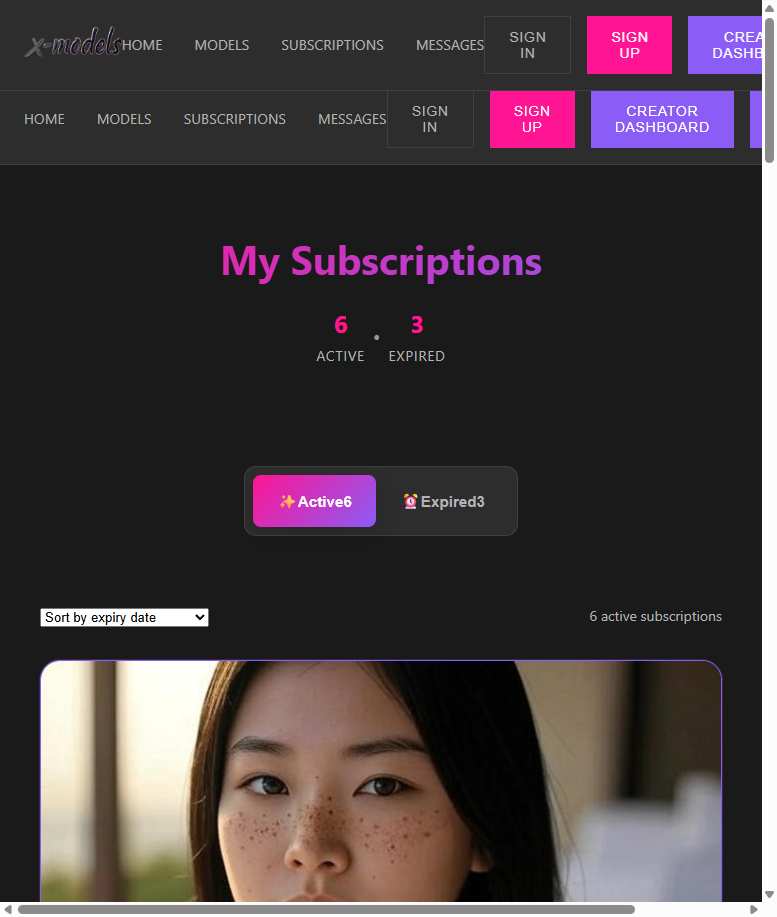 x-models HOME MODELS SUBSCRIPTIONS MESSAGES SIGN IN SIGN UP CREA DASHB
HOME MODELS SUBSCRIPTIONS MESSAGES SIGN IN SIGN UP CREATOR DASHBOARD
My Subscriptions
6 • 3
ACTIVE EXPIRED
✨Active6 ⏰Expired3
Sort by expiry date 6 active subscriptions